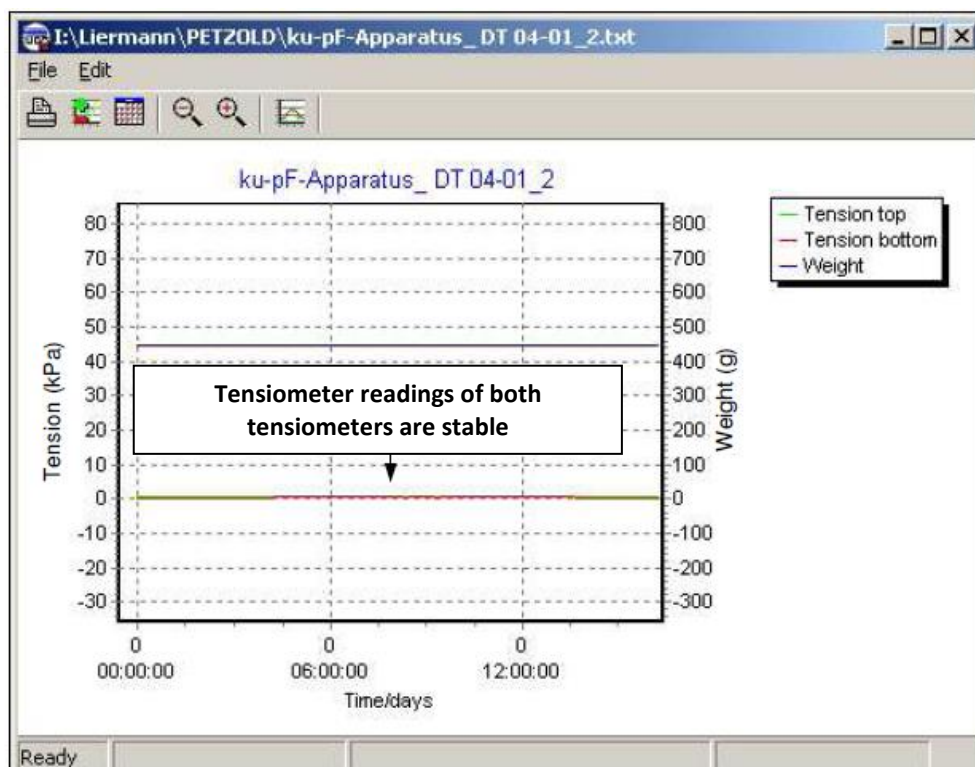 I:\Liermann\PETZOLD\ku-pF-Apparatus_ DT 04-01_2.txt
File Edit
ku-pF-Apparatus_ DT 04-01_2
Tension top
Tension bottom
Weight
Tension (kPa)
80
70
60
50
40
30
20
10
0
-10
-20
-30
Tensiometer readings of both
tensiometers are stable
800
700
600
500
400
300
200
100
0
-100
-200
-300
Weight (g)
0 0 0
00:00:00 06:00:00 12:00:00
Time/days
Ready